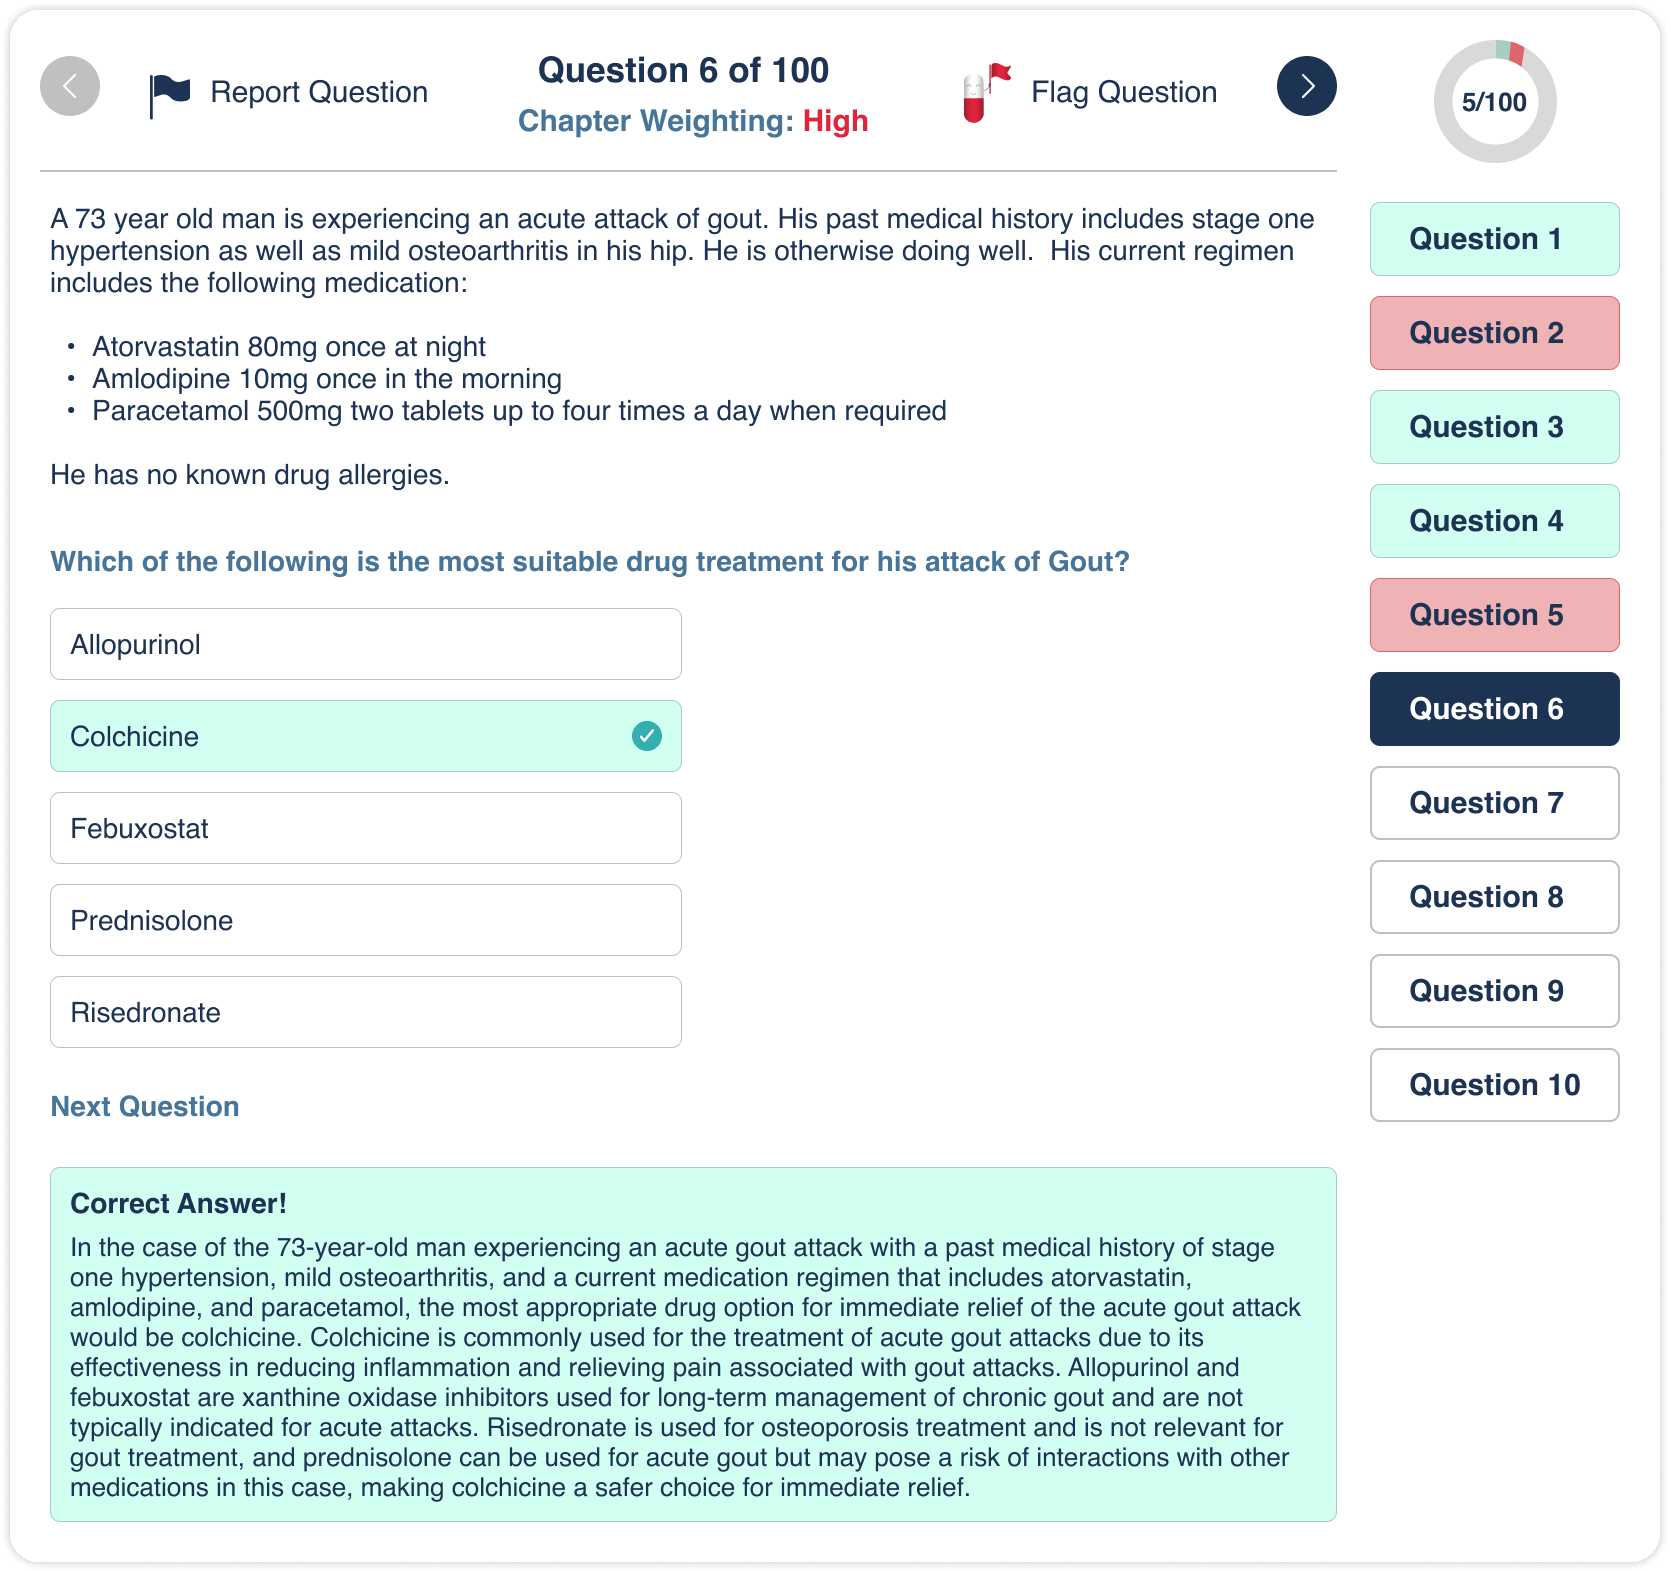 Report Question
Question 6 of 100
Chapter Weighting: High
Flag Question
5/100
A 73 year old man is experiencing an acute attack of gout. His past medical history includes stage one
hypertension as well as mild osteoarthritis in his hip. He is otherwise doing well.  His current regimen
includes the following medication:
• Atorvastatin 80mg once at night
• Amlodipine 10mg once in the morning
• Paracetamol 500mg two tablets up to four times a day when required
He has no known drug allergies.
Which of the following is the most suitable drug treatment for his attack of Gout?
Allopurinol
Colchicine
Febuxostat
Prednisolone
Risedronate
Next Question
Correct Answer!
In the case of the 73-year-old man experiencing an acute gout attack with a past medical history of stage
one hypertension, mild osteoarthritis, and a current medication regimen that includes atorvastatin,
amlodipine, and paracetamol, the most appropriate drug option for immediate relief of the acute gout attack
would be colchicine. Colchicine is commonly used for the treatment of acute gout attacks due to its
effectiveness in reducing inflammation and relieving pain associated with gout attacks. Allopurinol and
febuxostat are xanthine oxidase inhibitors used for long-term management of chronic gout and are not
typically indicated for acute attacks. Risedronate is used for osteoporosis treatment and is not relevant for
gout treatment, and prednisolone can be used for acute gout but may pose a risk of interactions with other
medications in this case, making colchicine a safer choice for immediate relief.
Question 1
Question 2
Question 3
Question 4
Question 5
Question 6
Question 7
Question 8
Question 9
Question 10